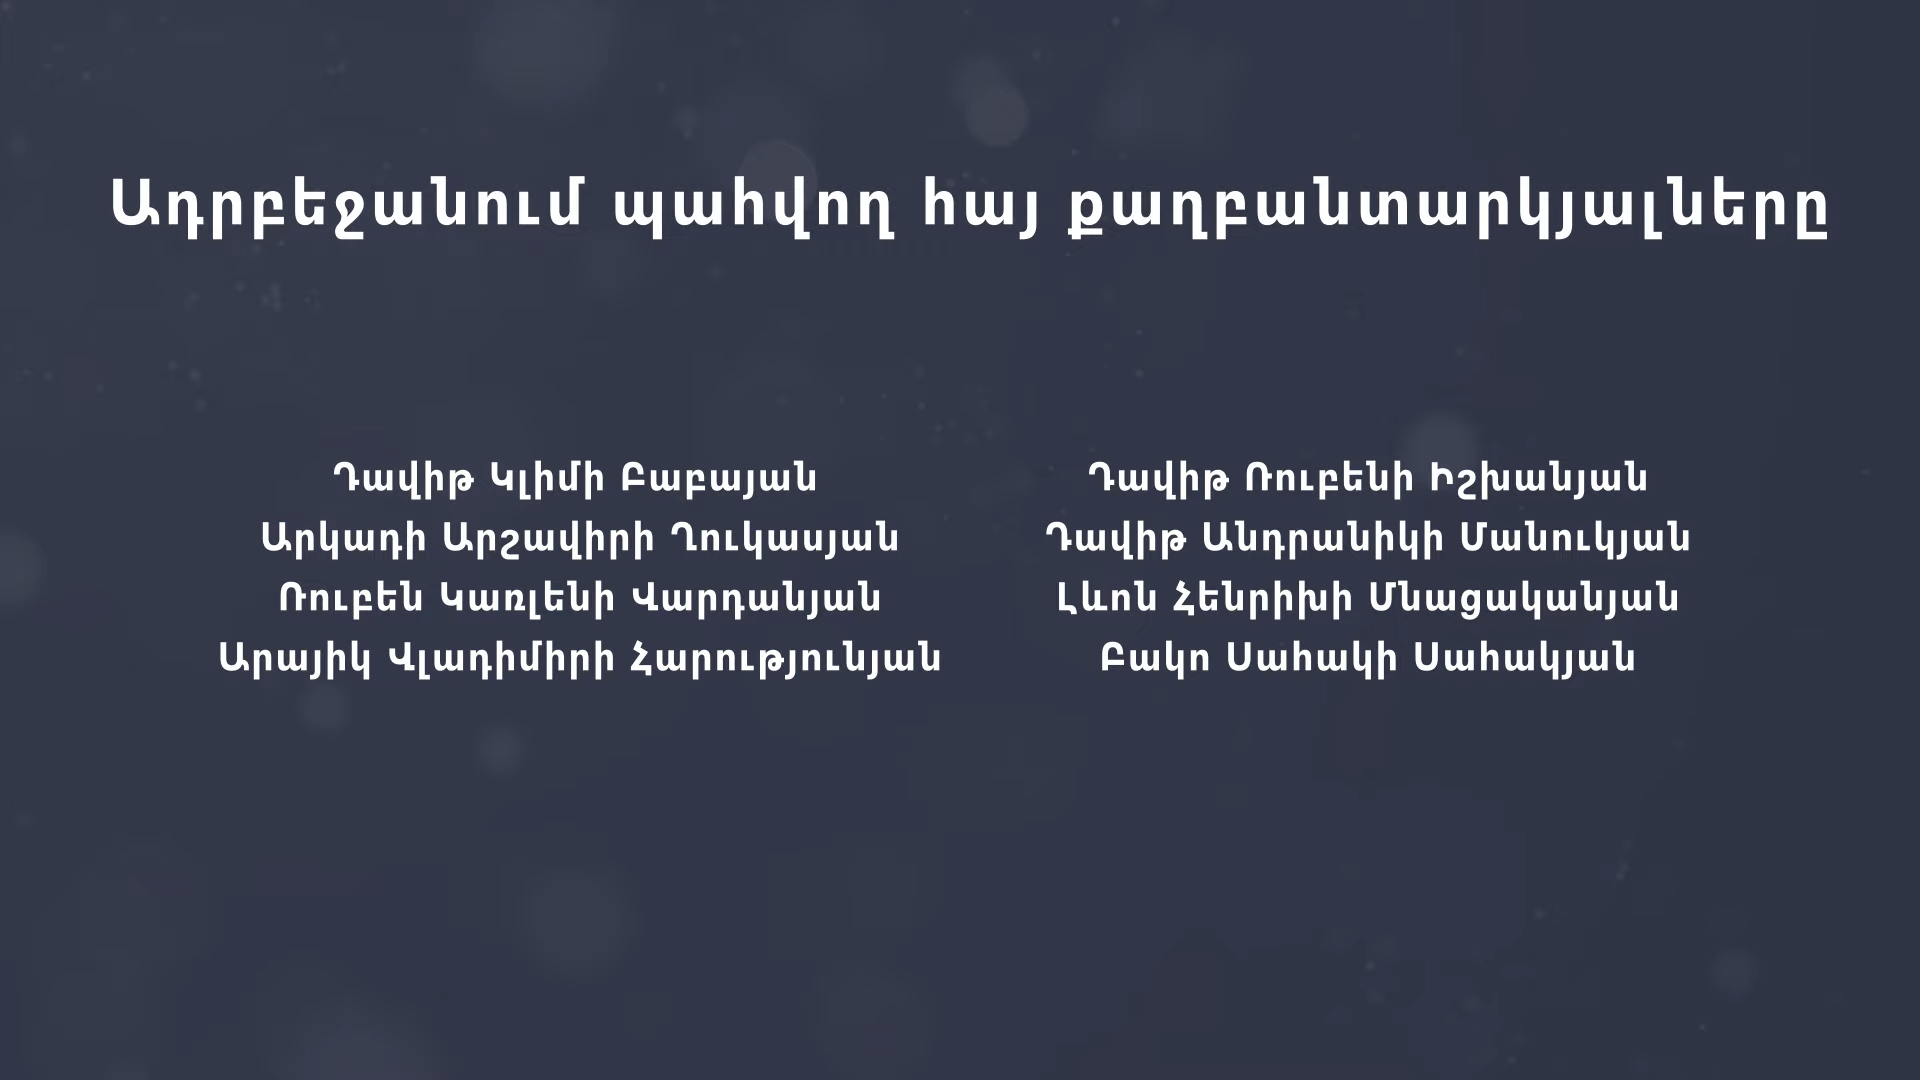 Ադրբեջանում պահվող հայ քաղբանտարկյալները
Դավիթ Կլիմի Բաբայան
Արկադի Արշավիրի Ղուկասյան
Ռուբեն Կառլենի Վարդանյան
Արայիկ Վլադիմիրի Հարությունյան
Դավիթ Ռուբենի Իշխանյան
Դավիթ Անդրանիկի Մանուկյան
Լևոն Հենրիխի Մնացականյան
Բակո Սահակի Սահակյան